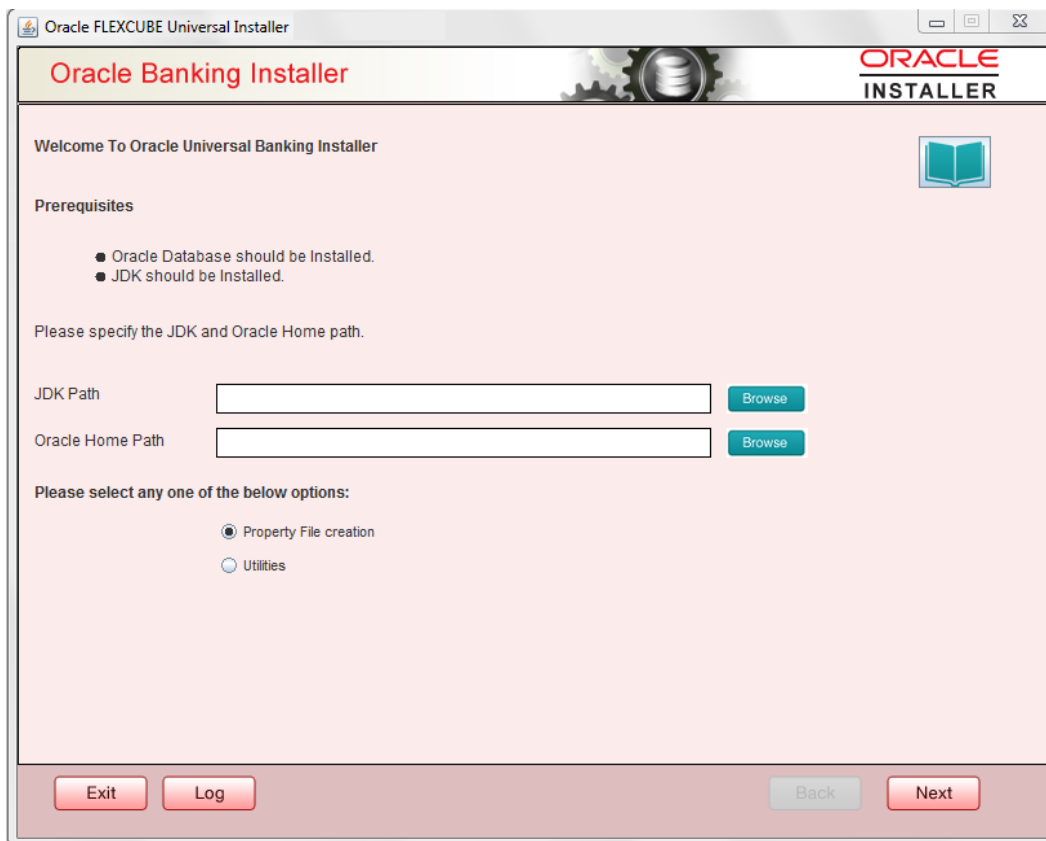 Oracle FLEXCUBE Universal Installer
Oracle Banking Installer
ORACLE
INSTALLER
Welcome To Oracle Universal Banking Installer
Prerequisites
Oracle Database should be Installed.
JDK should be Installed.
Please specify the JDK and Oracle Home path.
JDK Path
Browse
Oracle Home Path
Browse
Please select any one of the below options:
Property File creation
Utilities
Exit
Log
Back
Next